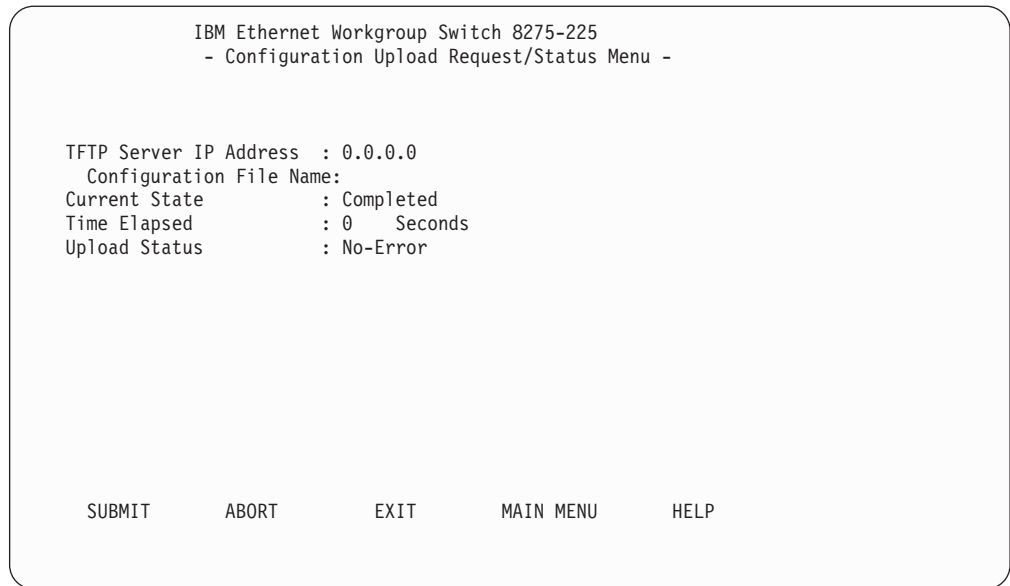 IBM Ethernet Workgroup Switch 8275-225
- Configuration Upload Request/Status Menu -
TFTP Server IP Address : 0.0.0.0
Configuration File Name:
Current State : Completed
Time Elapsed : 0 Seconds
Upload Status : No-Error
SUBMIT ABORT EXIT MAIN MENU HELP